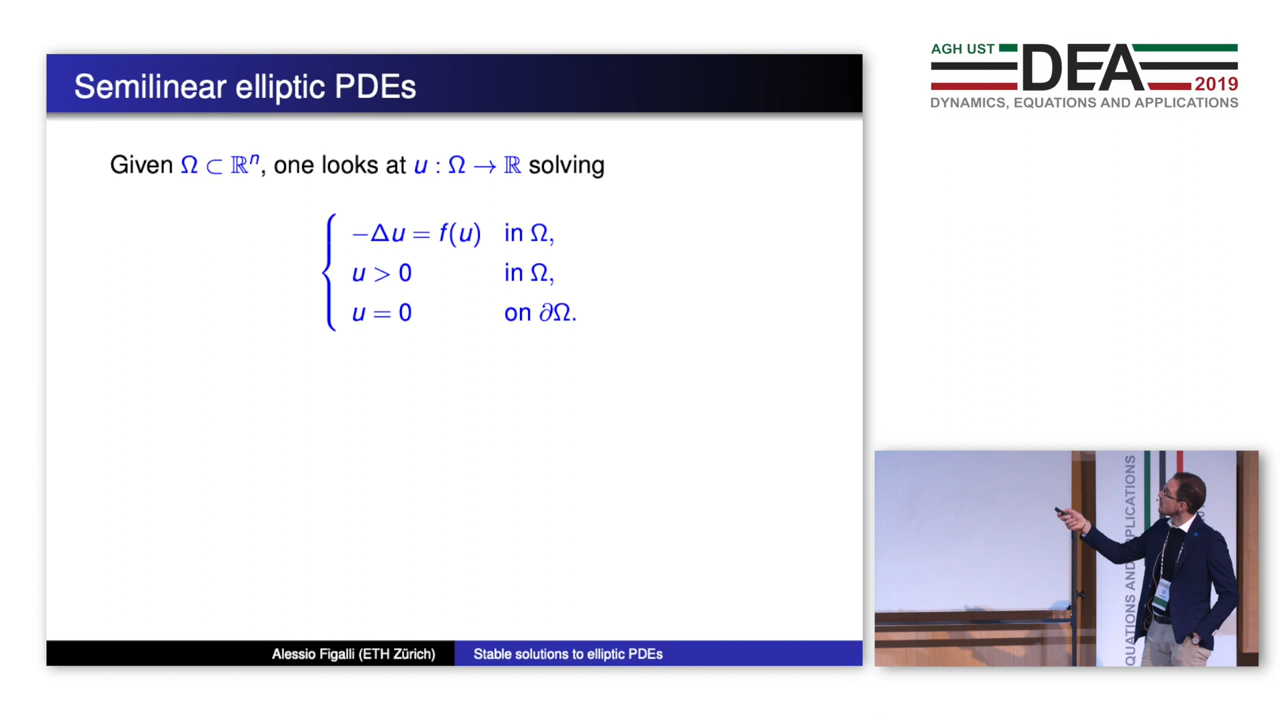 AGH UST
DEA
2019
DYNAMICS, EQUATIONS AND APPLICATIONS
Semilinear elliptic PDEs
Given Ω ⊂ ℝⁿ, one looks at u : Ω → ℝ solving
−Δu = f(u) in Ω,
u > 0 in Ω,
u = 0 on ∂Ω.
QUATIONS AND APPLICATIONS
Alessio Figalli (ETH Zürich) Stable solutions to elliptic PDEs